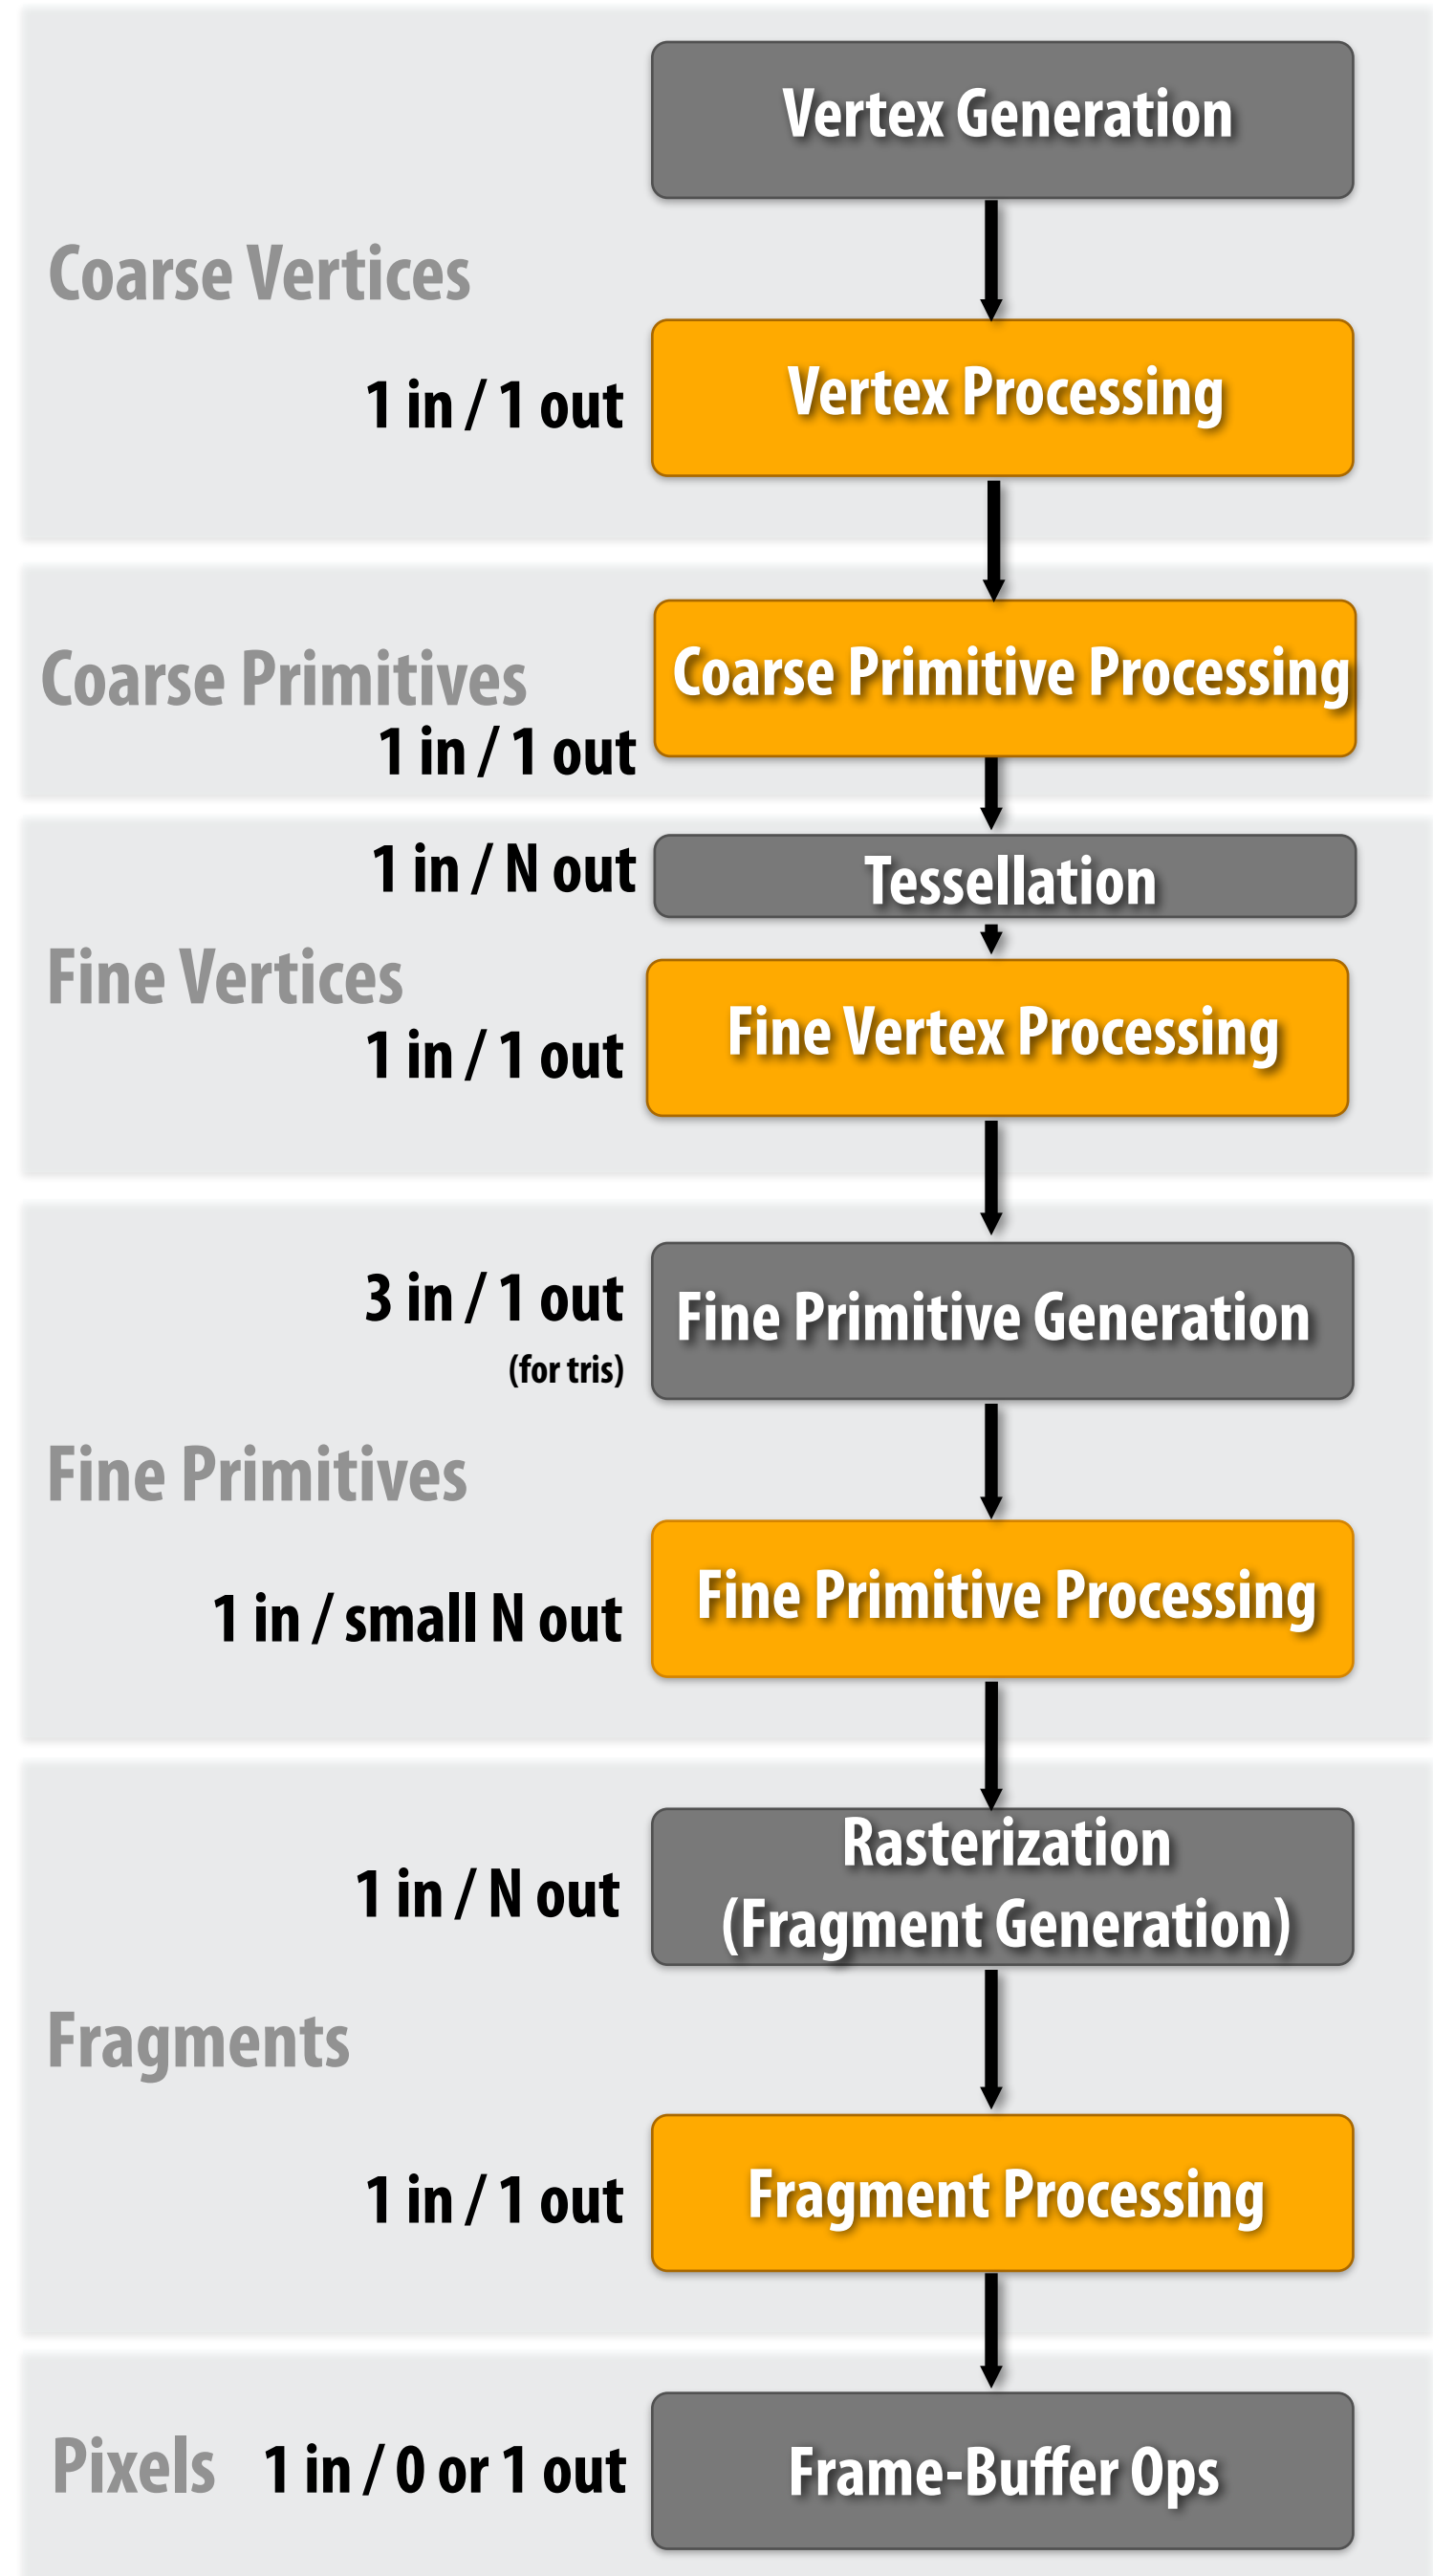 Vertex Generation
Coarse Vertices
1 in / 1 out
Vertex Processing
Coarse Primitives
Coarse Primitive Processing
1 in / 1 out
1 in / N out
Tessellation
Fine Vertices
1 in / 1 out
Fine Vertex Processing
3 in / 1 out
(for tris)
Fine Primitive Generation
Fine Primitives
1 in / small N out
Fine Primitive Processing
1 in / N out
Rasterization
(Fragment Generation)
Fragments
1 in / 1 out
Fragment Processing
Pixels
1 in / 0 or 1 out
Frame-Buffer Ops